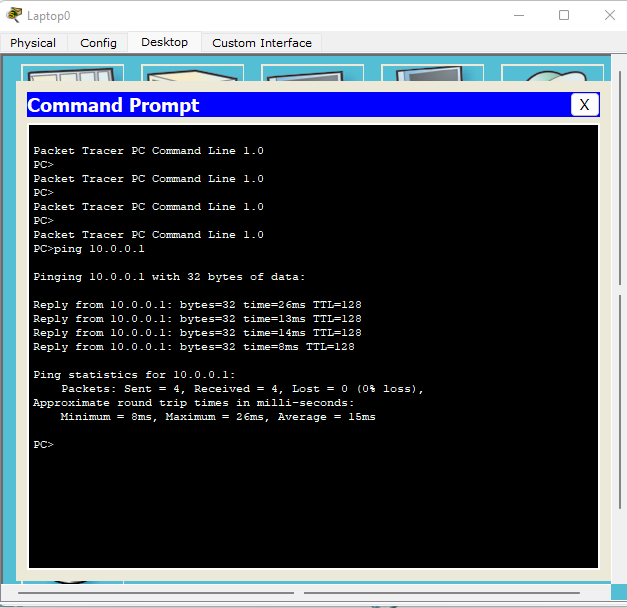 Laptop0
Physical Config Desktop Custom Interface
Command Prompt X
Packet Tracer PC Command Line 1.0
PC>
Packet Tracer PC Command Line 1.0
PC>
Packet Tracer PC Command Line 1.0
PC>
Packet Tracer PC Command Line 1.0
PC>ping 10.0.0.1
Pinging 10.0.0.1 with 32 bytes of data:
Reply from 10.0.0.1: bytes=32 time=26ms TTL=128
Reply from 10.0.0.1: bytes=32 time=13ms TTL=128
Reply from 10.0.0.1: bytes=32 time=14ms TTL=128
Reply from 10.0.0.1: bytes=32 time=8ms TTL=128
Ping statistics for 10.0.0.1:
Packets: Sent = 4, Received = 4, Lost = 0 (0% loss),
Approximate round trip times in milli-seconds:
Minimum = 8ms, Maximum = 26ms, Average = 15ms
PC>